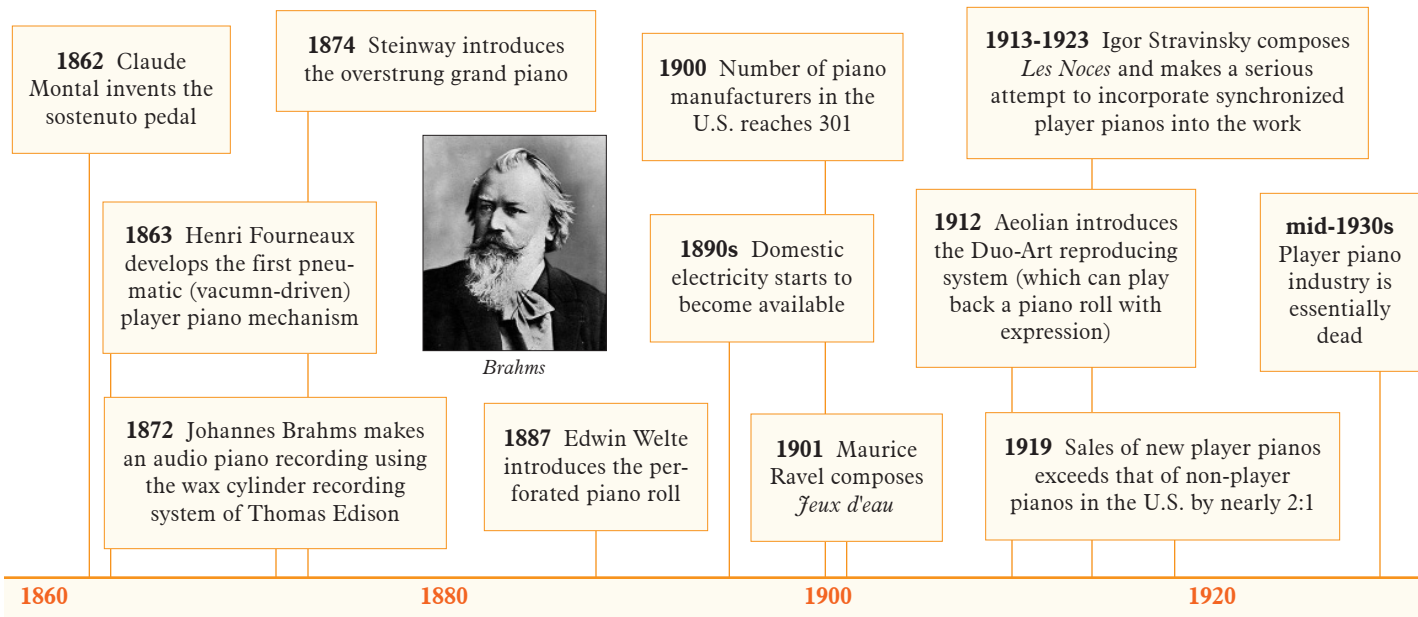 1862 Claude
Montal invents the
sostenuto pedal
1863 Henri Fourneaux
develops the first pneu-
matic (vacumn-driven)
player piano mechanism
1872 Johannes Brahms makes
an audio piano recording using
the wax cylinder recording
system of Thomas Edison
1874 Steinway introduces
the overstrung grand piano
Brahms
1887 Edwin Welte
introduces the per-
forated piano roll
1900 Number of piano
manufacturers in the
U.S. reaches 301
1890s Domestic
electricity starts to
become available
1901 Maurice
Ravel composes
Jeux d'eau
1913-1923 Igor Stravinsky composes
Les Noces and makes a serious
attempt to incorporate synchronized
player pianos into the work
1912 Aeolian introduces
the Duo-Art reproducing
system (which can play
back a piano roll with
expression)
1919 Sales of new player pianos
exceeds that of non-player
pianos in the U.S. by nearly 2:1
mid-1930s
Player piano
industry is
essentially
dead
1860
1880
1900
1920